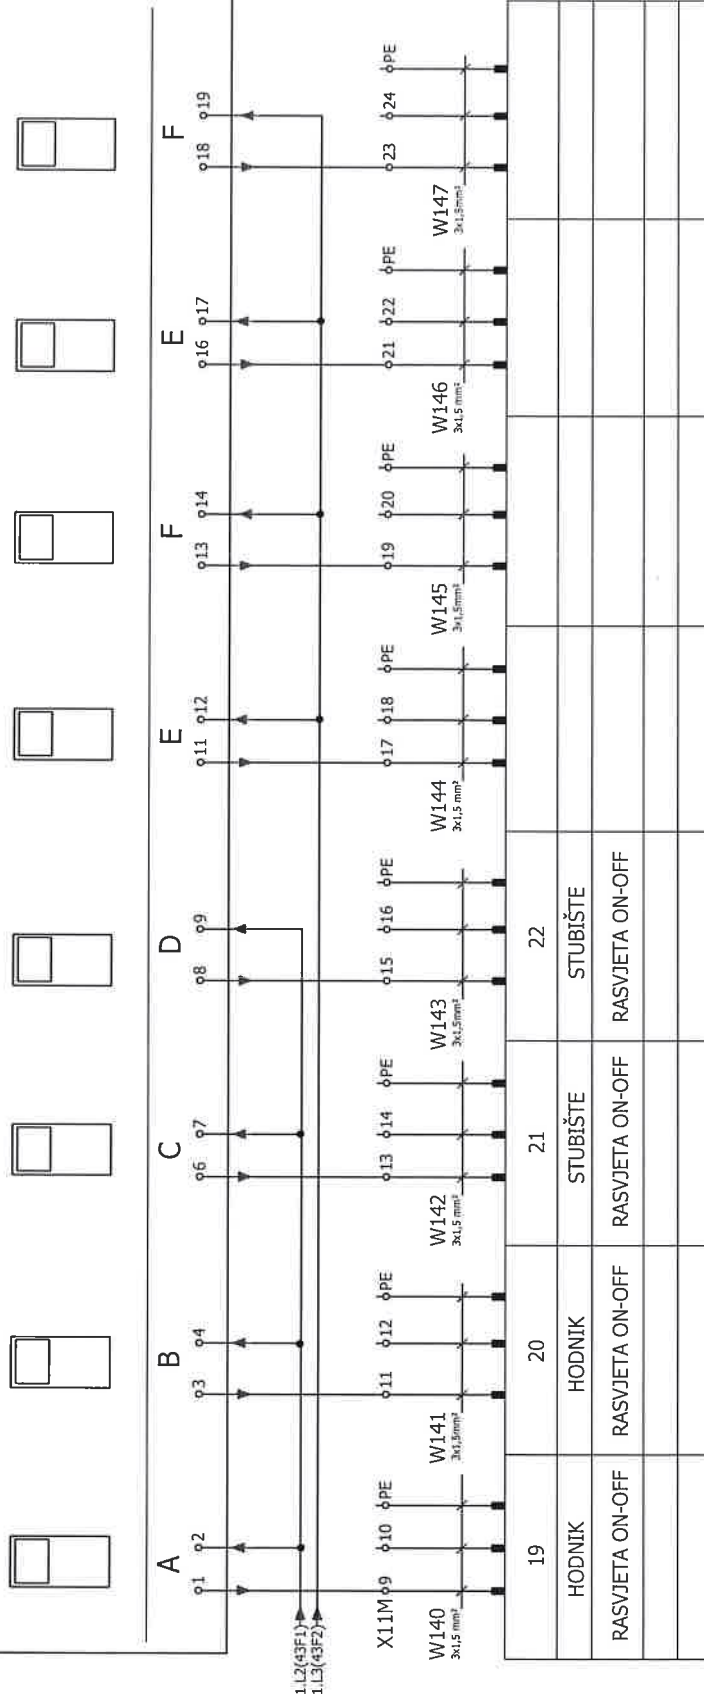 A B C D E F E F
1 2 3 4 6 7 8 9 11 12 13 14 16 17 18 19
1.L2(43F1)
1.L3(43F2)
X11M 9 10 PE 11 12 PE 13 14 PE 15 16 PE 17 18 PE 19 20 PE 21 22 PE 23 24 PE
W140 W141 W142 W143 W144 W145 W146 W147
3x1,5 mm² 3x1,5mm² 3x1,5 mm² 3x1,5mm² 3x1,5 mm² 3x1,5mm² 3x1,5 mm² 3x1,5mm²
19 20 21 22
HODNIK HODNIK STUBIŠTE STUBIŠTE
RASVJETA ON-OFF RASVJETA ON-OFF RASVJETA ON-OFF RASVJETA ON-OFF